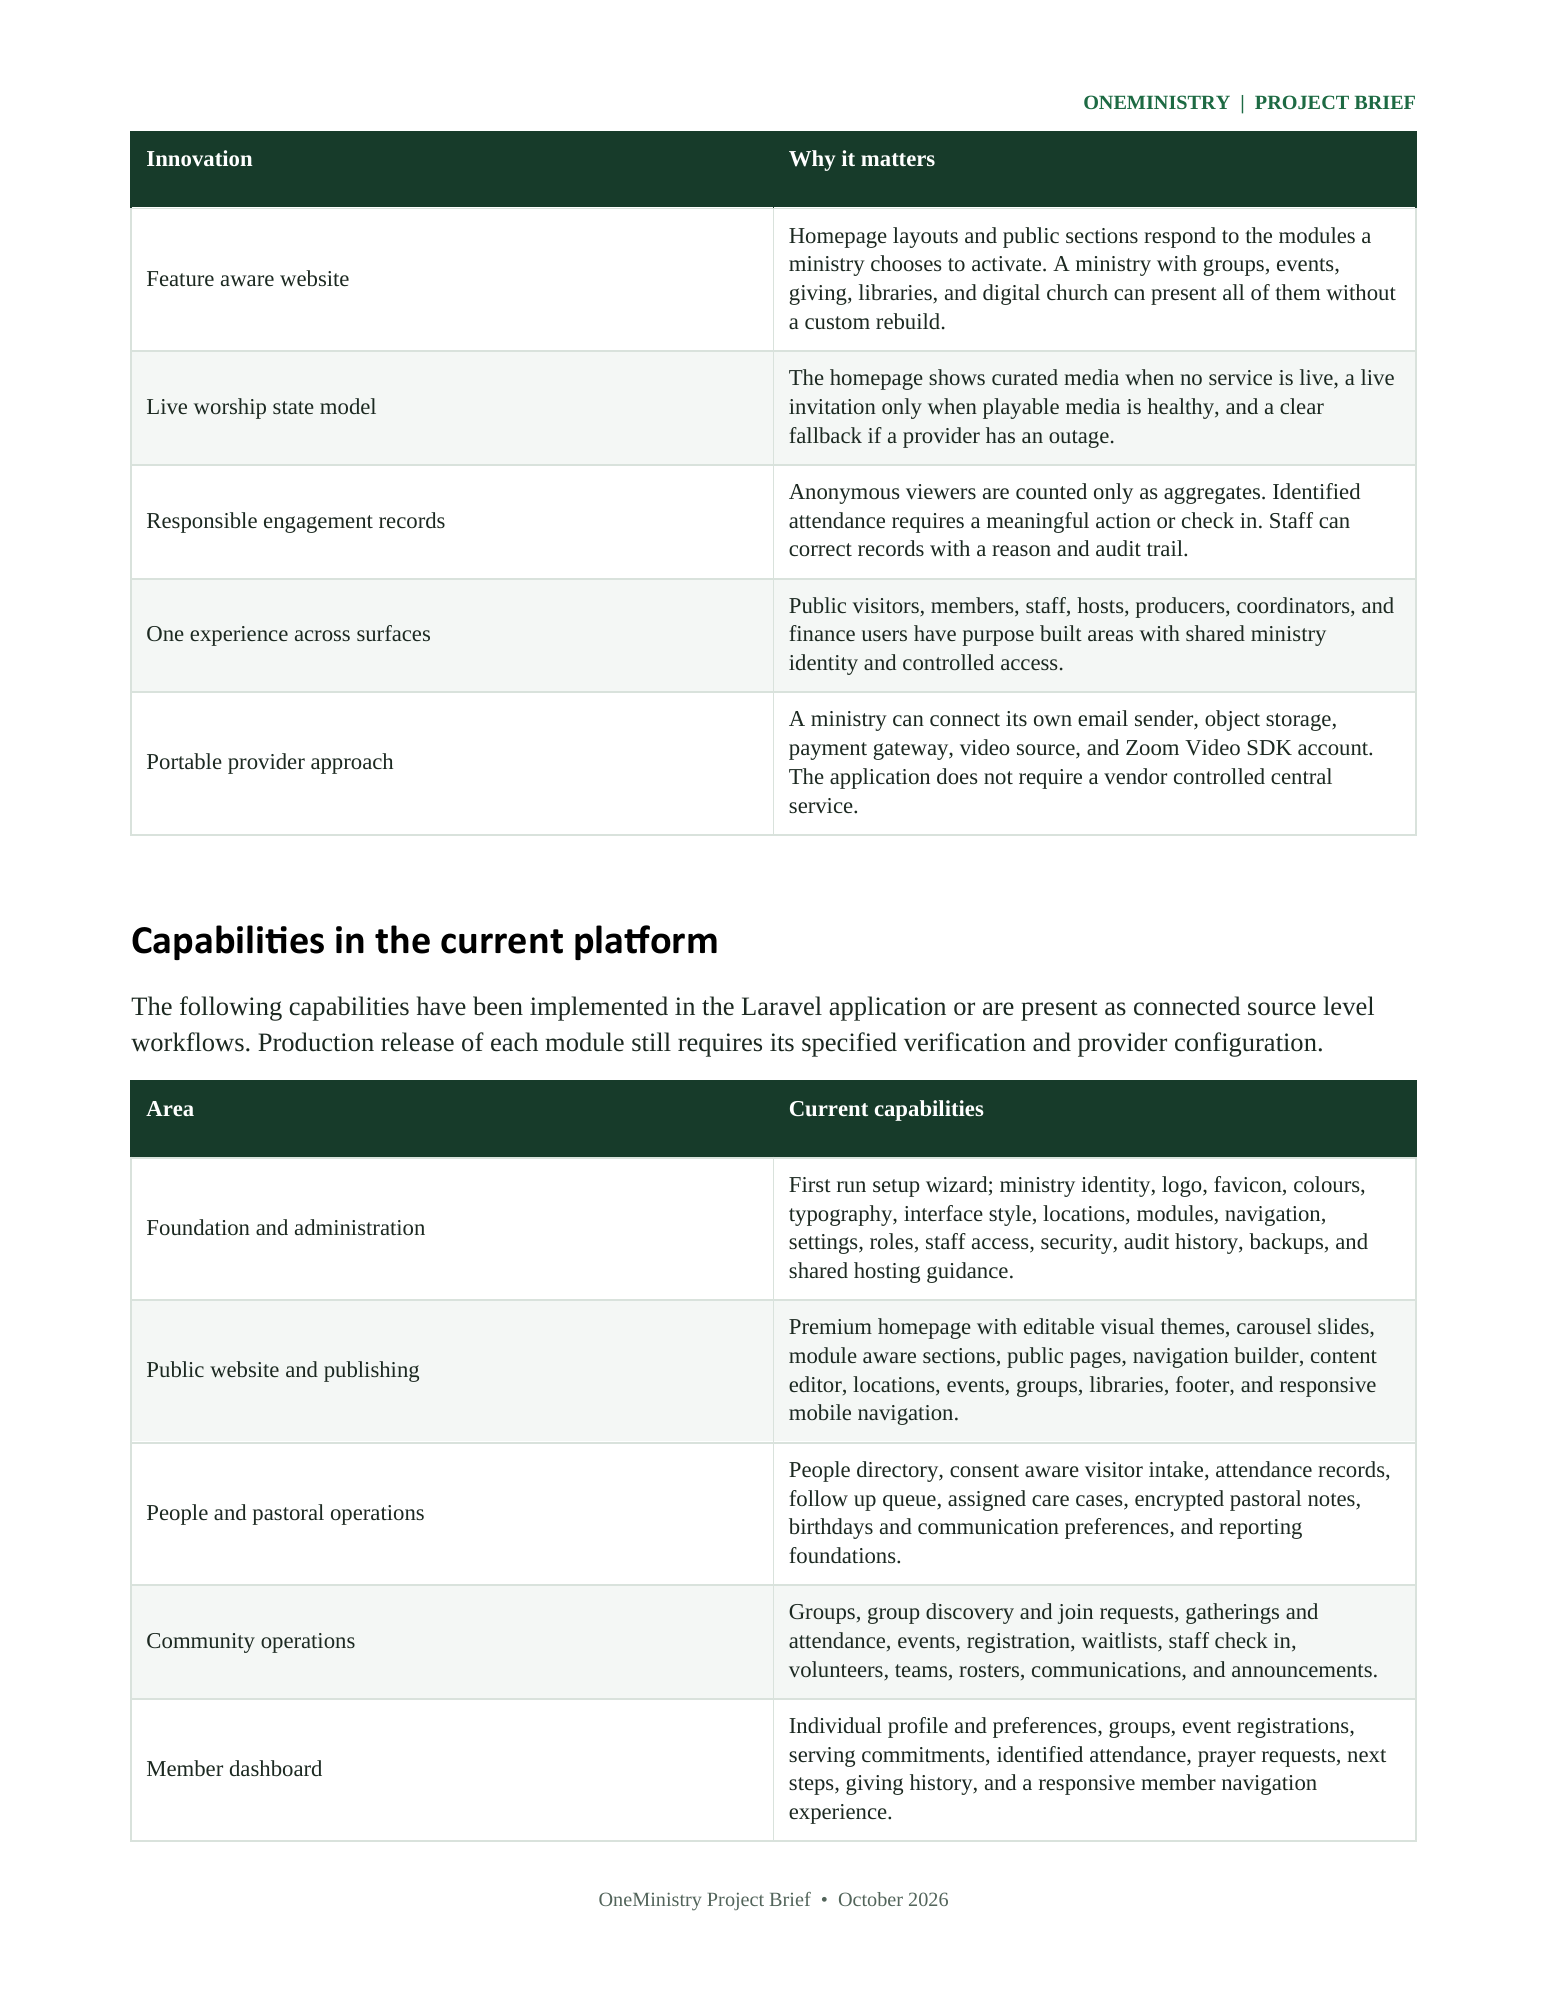 ONEMINISTRY | PROJECT BRIEF
Innovation
Why it matters
Feature aware website
Homepage layouts and public sections respond to the modules a
ministry chooses to activate. A ministry with groups, events,
giving, libraries, and digital church can present all of them without
a custom rebuild.
Live worship state model
The homepage shows curated media when no service is live, a live
invitation only when playable media is healthy, and a clear
fallback if a provider has an outage.
Responsible engagement records
Anonymous viewers are counted only as aggregates. Identified
attendance requires a meaningful action or check in. Staff can
correct records with a reason and audit trail.
One experience across surfaces
Public visitors, members, staff, hosts, producers, coordinators, and
finance users have purpose built areas with shared ministry
identity and controlled access.
Portable provider approach
A ministry can connect its own email sender, object storage,
payment gateway, video source, and Zoom Video SDK account.
The application does not require a vendor controlled central
service.
Capabilities in the current platform
The following capabilities have been implemented in the Laravel application or are present as connected source level
workflows. Production release of each module still requires its specified verification and provider configuration.
Area
Current capabilities
Foundation and administration
First run setup wizard; ministry identity, logo, favicon, colours,
typography, interface style, locations, modules, navigation,
settings, roles, staff access, security, audit history, backups, and
shared hosting guidance.
Public website and publishing
Premium homepage with editable visual themes, carousel slides,
module aware sections, public pages, navigation builder, content
editor, locations, events, groups, libraries, footer, and responsive
mobile navigation.
People and pastoral operations
People directory, consent aware visitor intake, attendance records,
follow up queue, assigned care cases, encrypted pastoral notes,
birthdays and communication preferences, and reporting
foundations.
Community operations
Groups, group discovery and join requests, gatherings and
attendance, events, registration, waitlists, staff check in,
volunteers, teams, rosters, communications, and announcements.
Member dashboard
Individual profile and preferences, groups, event registrations,
serving commitments, identified attendance, prayer requests, next
steps, giving history, and a responsive member navigation
experience.
OneMinistry Project Brief • October 2026